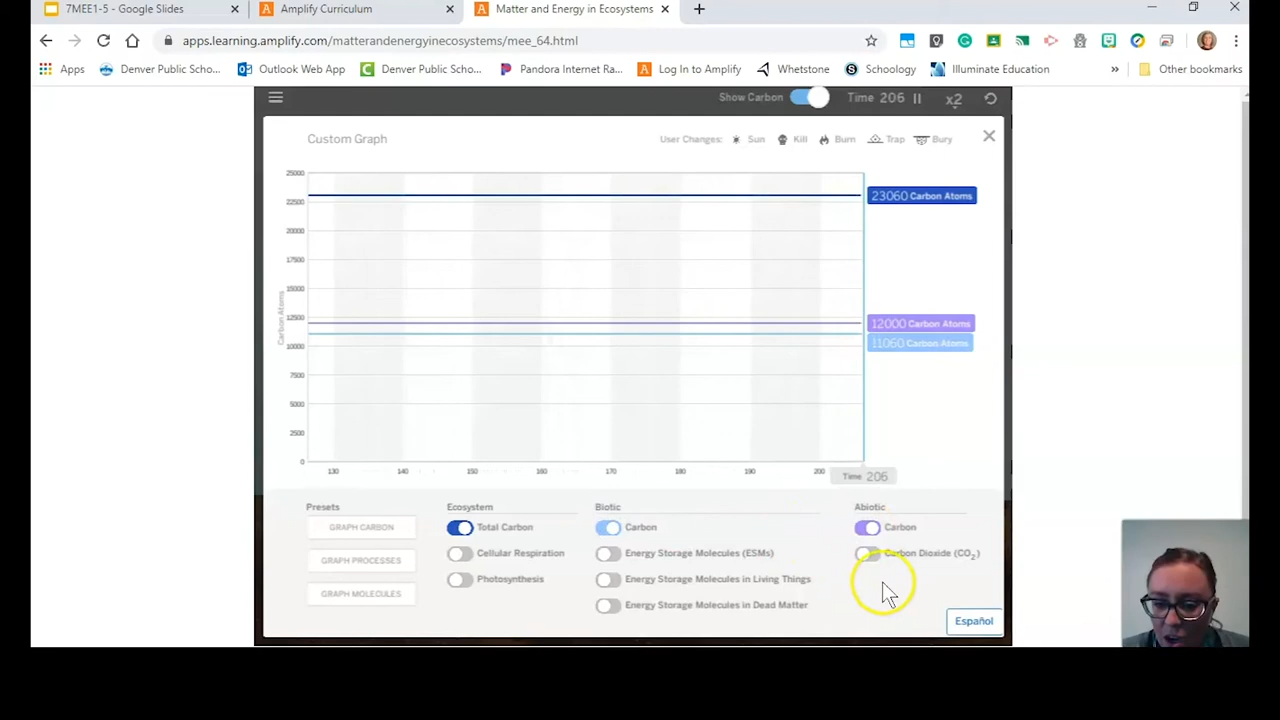 7MEE1-5 - Google Slides
Amplify Curriculum
Matter and Energy in Ecosystems
apps.learning.amplify.com/matterandenergyinecosystems/mee_64.html
Apps Denver Public Scho... Outlook Web App Denver Public Scho... Pandora Internet Ra... Log In to Amplify Whetstone Schoology Illuminate Education » Other bookmarks
Show Carbon Time 206 x2
Custom Graph User Changes: Sun Kill Burn Trap Bury
25000
22500
20000
17500
15000
12500
10000
7500
5000
2500
0
Carbon Atoms
23060 Carbon Atoms
12000 Carbon Atoms
11060 Carbon Atoms
130 140 150 160 170 180 190 200
Time 206
Presets Ecosystem Biotic Abiotic
GRAPH CARBON Total Carbon Carbon Carbon
GRAPH PROCESSES Cellular Respiration Energy Storage Molecules (ESMs) Carbon Dioxide (CO2)
GRAPH MOLECULES Photosynthesis Energy Storage Molecules in Living Things
Energy Storage Molecules in Dead Matter
Español